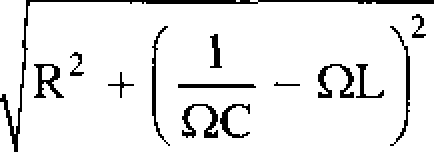 √(R² + (1/ΩC − ΩL)²)